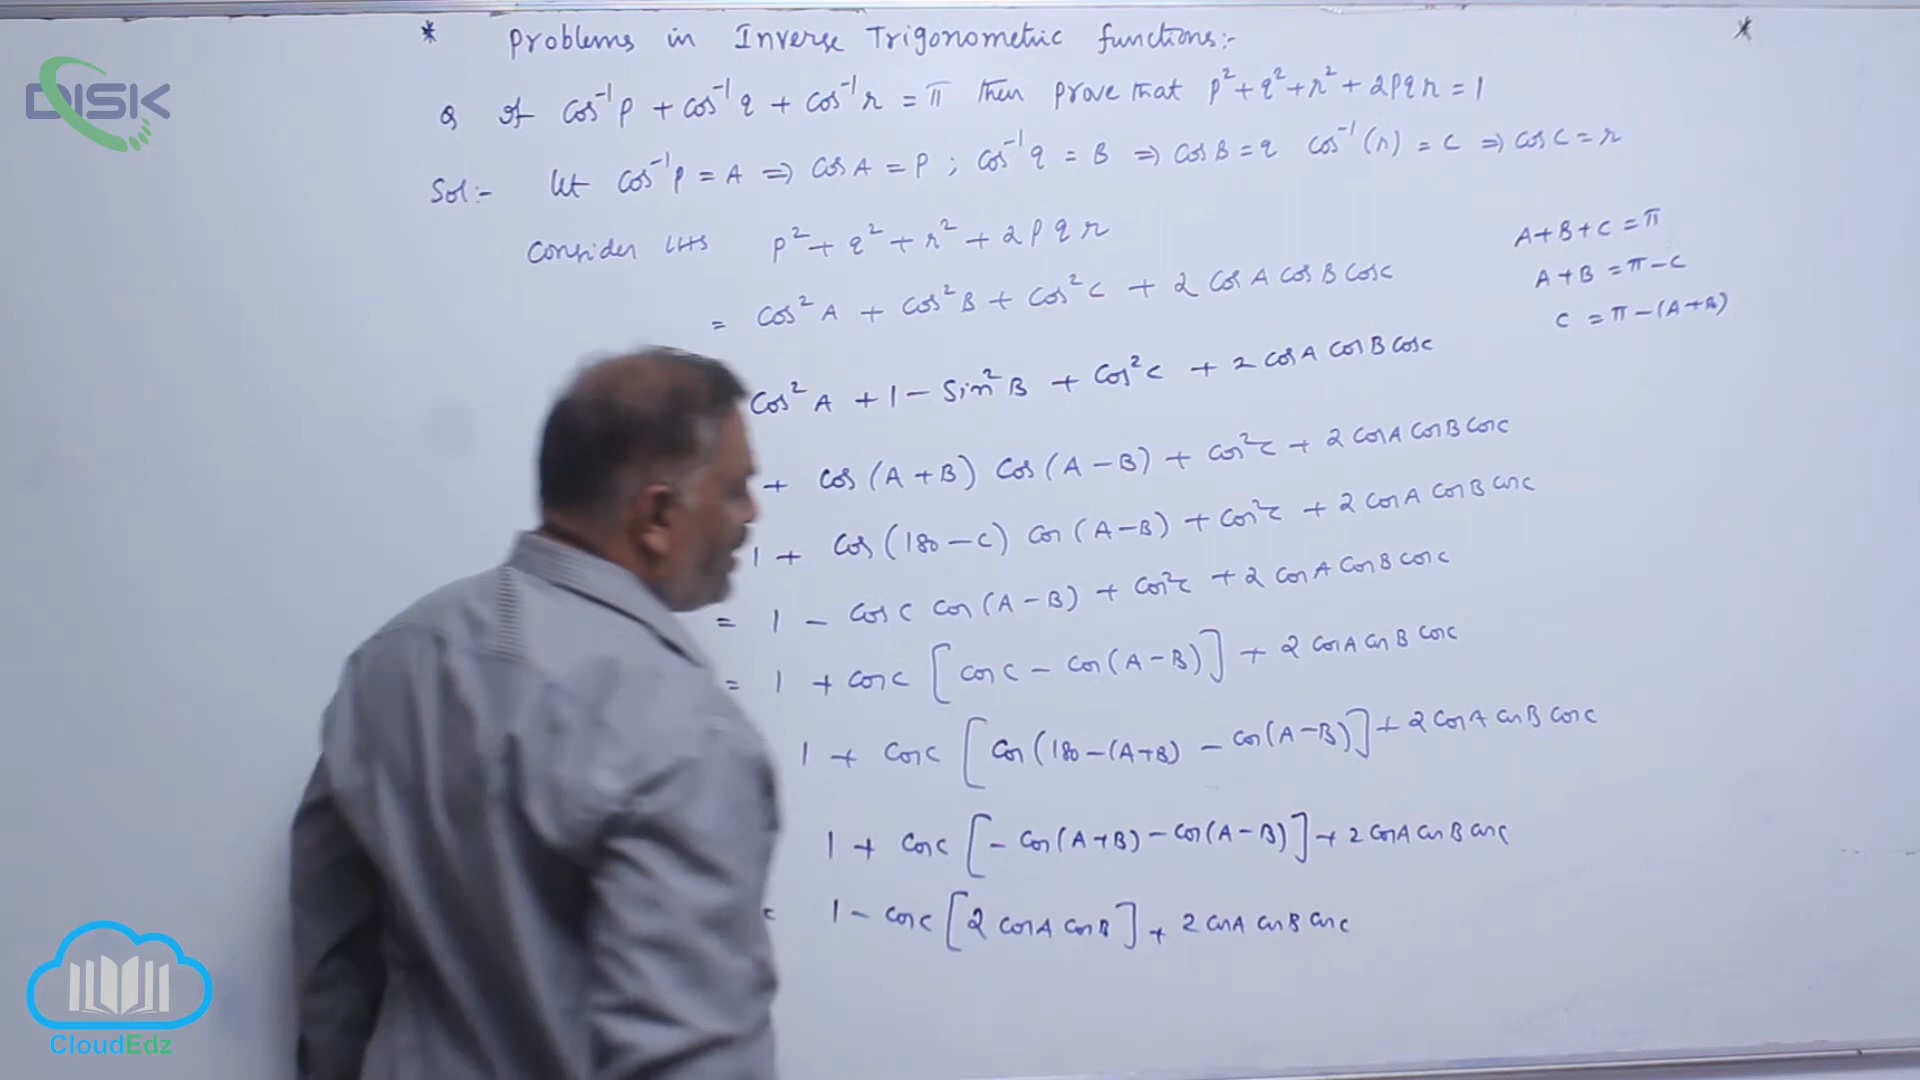 * Problems in Inverse Trigonometric functions:- *
DISK
Q If cos⁻¹p + cos⁻¹q + cos⁻¹r = π then prove that p² + q² + r² + 2pqr = 1
Sol:- let cos⁻¹p = A ⇒ cos A = p ; cos⁻¹q = B ⇒ cos B = q cos⁻¹(r) = C ⇒ cos C = r
Consider LHS p² + q² + r² + 2pqr
A+B+C = π
A+B = π-C
C = π-(A+B)
= cos²A + cos²B + cos²C + 2 cos A cos B cos C
cos²A + 1 - Sin²B + cos²C + 2 cos A cos B cos C
+ cos(A+B) cos(A-B) + cos²C + 2 cos A cos B cos C
1 + cos(180-C) cos(A-B) + cos²C + 2 cos A cos B cos C
= 1 - cos C cos(A-B) + cos²C + 2 cos A cos B cos C
= 1 + cos C [cos C - cos(A-B)] + 2 cos A cos B cos C
1 + cos C [cos(180-(A+B) - cos(A-B)] + 2 cos A cos B cos C
1 + cos C [- cos(A+B) - cos(A-B)] + 2 cos A cos B cos C
= 1 - cos C [2 cos A cos B] + 2 cos A cos B cos C
CloudEdz